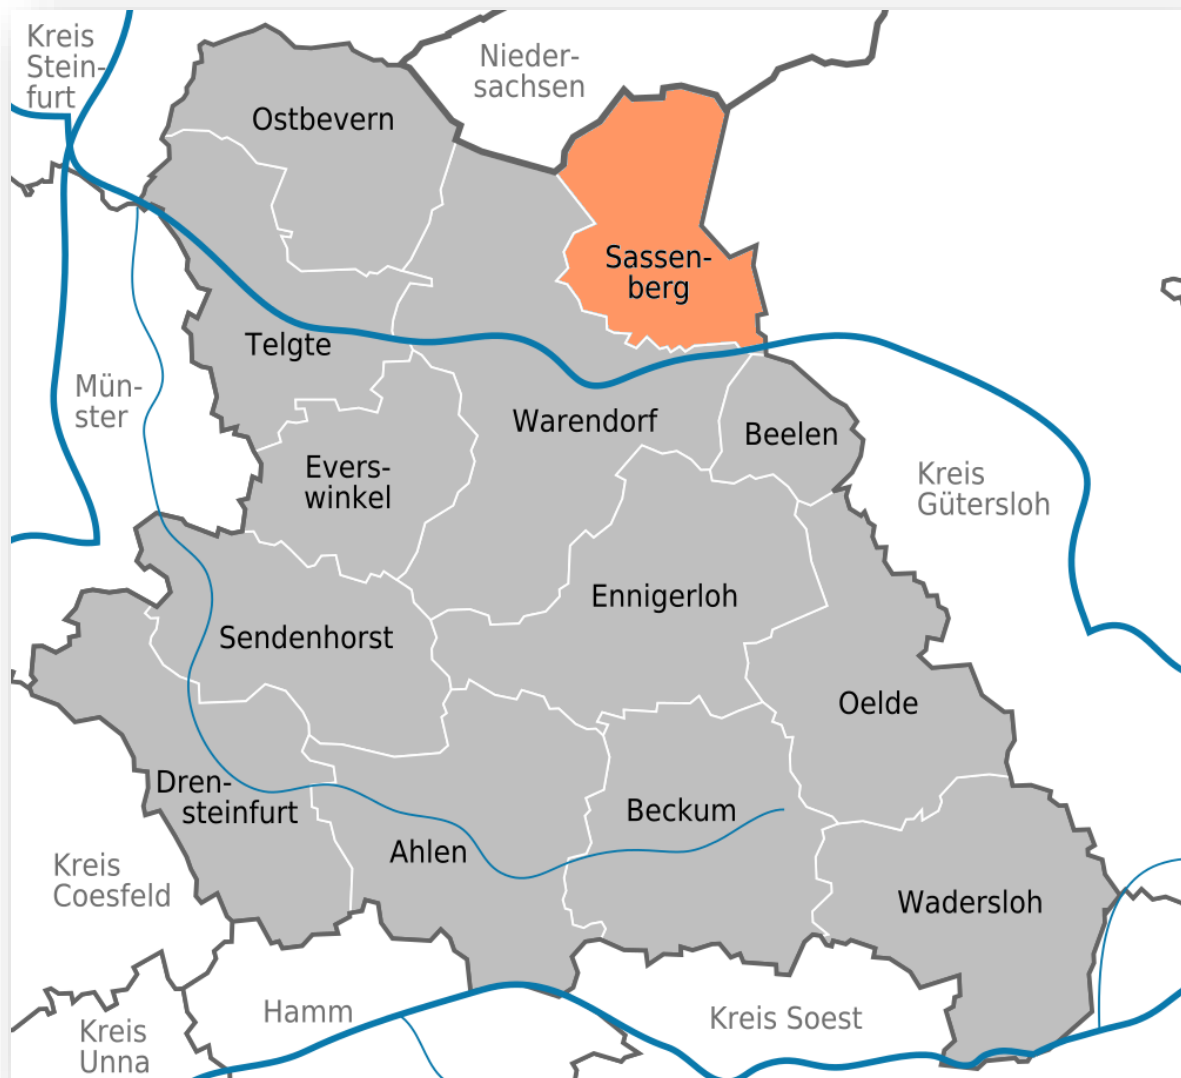 Kreis
Stein-
furt
Nieder-
sachsen
Ostbevern
Sassen-
berg
Telgte
Mün-
ster
Warendorf
Beelen
Evers-
winkel
Kreis
Gütersloh
Ennigerloh
Sendenhorst
Oelde
Dren-
steinfurt
Beckum
Ahlen
Kreis
Coesfeld
Wadersloh
Hamm
Kreis Soest
Kreis
Unna